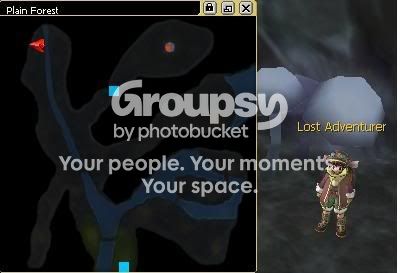 Plain Forest
Groupsy
by photobucket
Lost Adventurer
Your people. Your moments.
Your space.